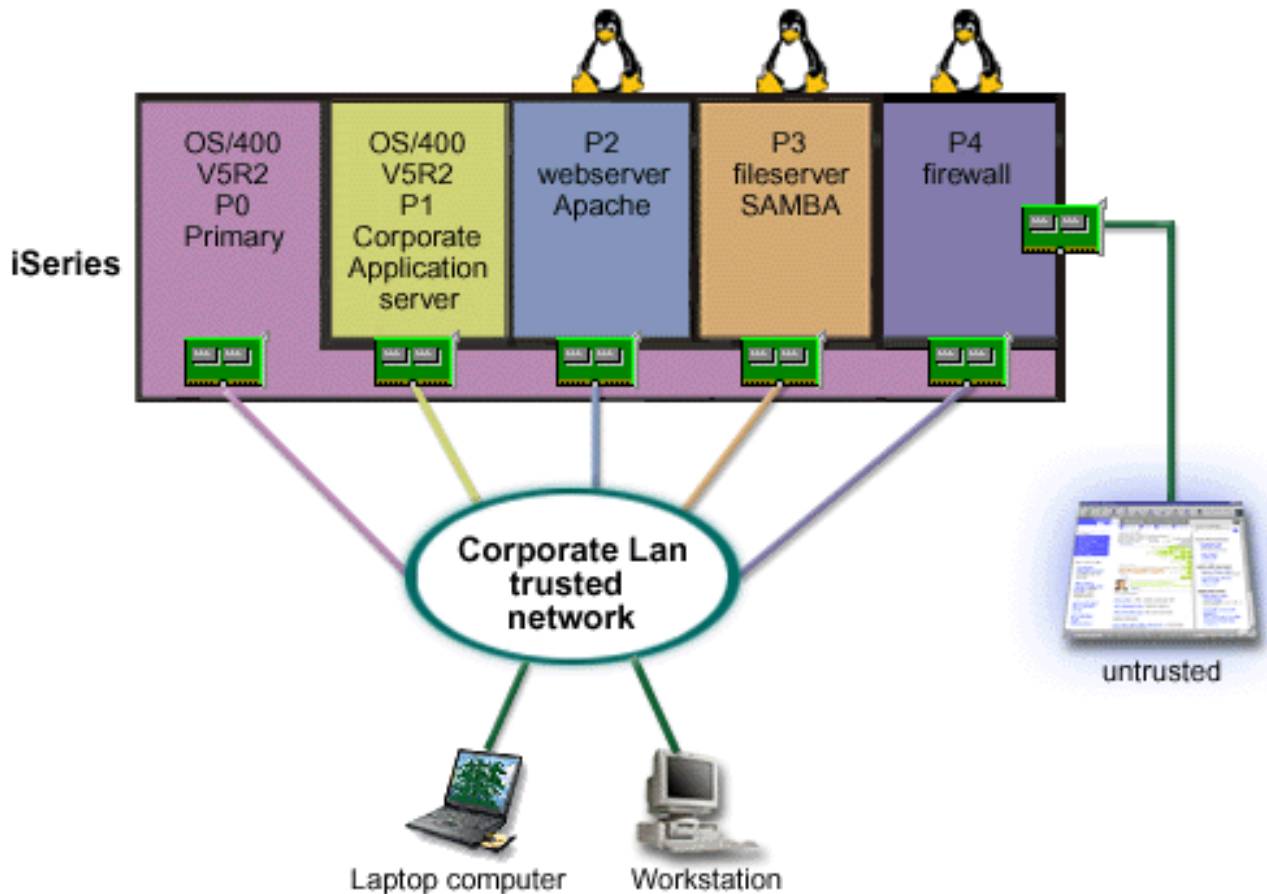 OS/400
V5R2
P0
Primary
OS/400
V5R2
P1
Corporate
Application
server
P2
webserver
Apache
P3
fileserver
SAMBA
P4
firewall
iSeries
Corporate Lan
trusted
network
untrusted
Laptop computer
Workstation